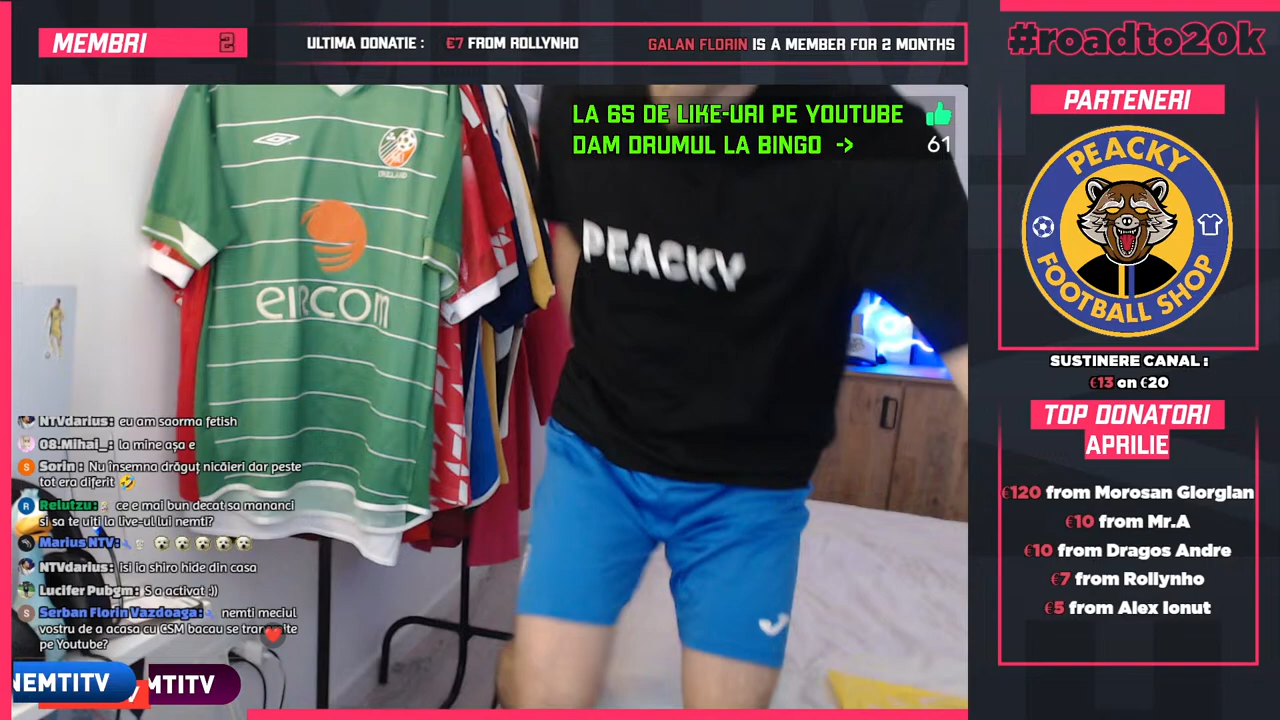 MEMBRI 2
ULTIMA DONATIE : €7 FROM ROLLYNHO
GALAN FLORIN IS A MEMBER FOR 2 MONTHS
#roadto20k
LA 65 DE LIKE-URI PE YOUTUBE
DAM DRUMUL LA BINGO ->
61
IRELAND
eircom
PEACKY
PARTENERI
PEACKY
FOOTBALL SHOP
SUSTINERE CANAL :
€13 on €20
TOP DONATORI
APRILIE
€120 from Morosan Giorgian
€10 from Mr.A
€10 from Dragos Andre
€7 from Rollynho
€5 from Alex Ionut
NTVdarius: eu am saorma fetish
08.Mihai_: la mine așa e
Sorin : Nu însemna drăguț nicăieri dar peste
tot era diferit 🤣
Relutzu: ce e mai bun decat sa mananci
si sa te uiti la live-ul lui nemti?
Marius NTV:
NTVdarius: isi ia shiro hide din casa
Lucifer Pubgm: S a activat :))
Serban Florin Vazdoaga: nemti meciul
vostru de a acasa cu CSM bacau se transmite
pe Youtube?
NEMTITV
MTITV